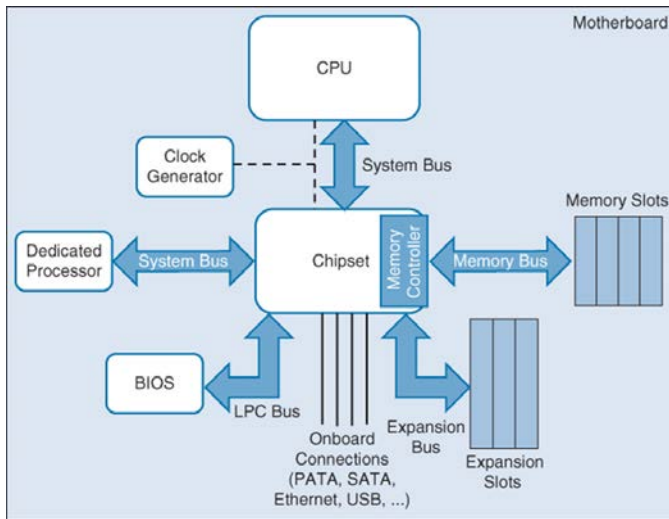 Motherboard
CPU
Clock
Generator
System Bus
Memory Slots
Dedicated
Processor
System Bus
Chipset
Memory
Controller
Memory Bus
BIOS
LPC Bus
Expansion
Bus
Onboard
Connections
(PATA, SATA,
Ethernet, USB, ...)
Expansion
Slots